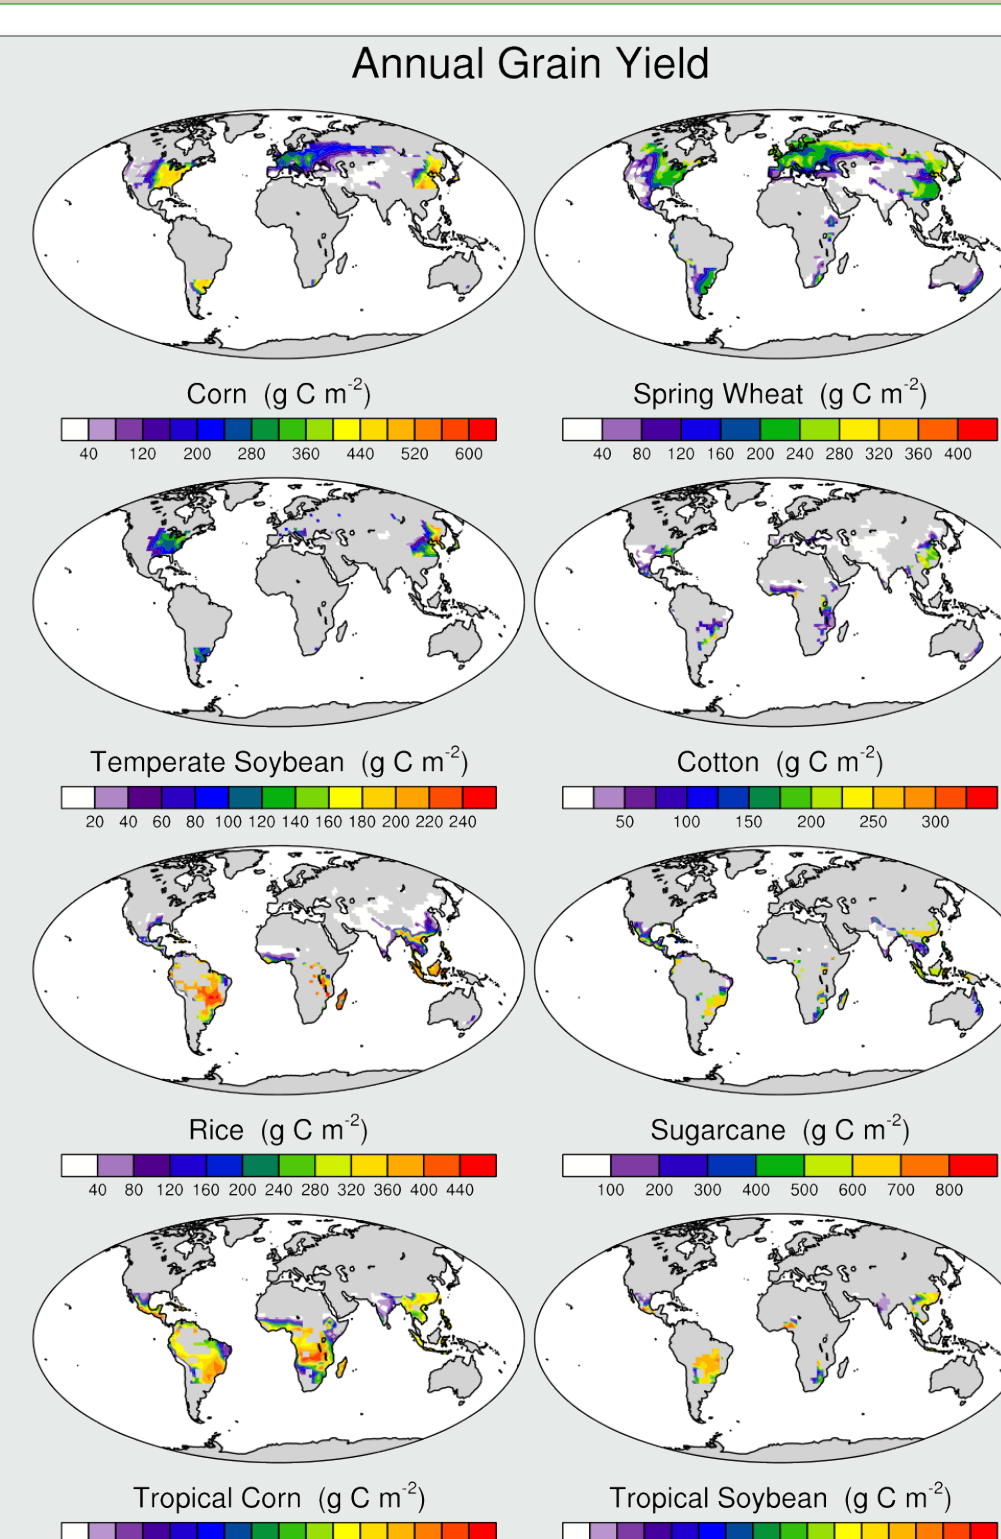 Annual Grain Yield
Corn (g C m-2)
Spring Wheat (g C m-2)
40 120 200 280 360 440 520 600
40 80 120 160 200 240 280 320 360 400
Temperate Soybean (g C m-2)
Cotton (g C m-2)
20 40 60 80 100 120 140 160 180 200 220 240
50 100 150 200 250 300
Rice (g C m-2)
Sugarcane (g C m-2)
40 80 120 160 200 240 280 320 360 400 440
100 200 300 400 500 600 700 800
Tropical Corn (g C m-2)
Tropical Soybean (g C m-2)